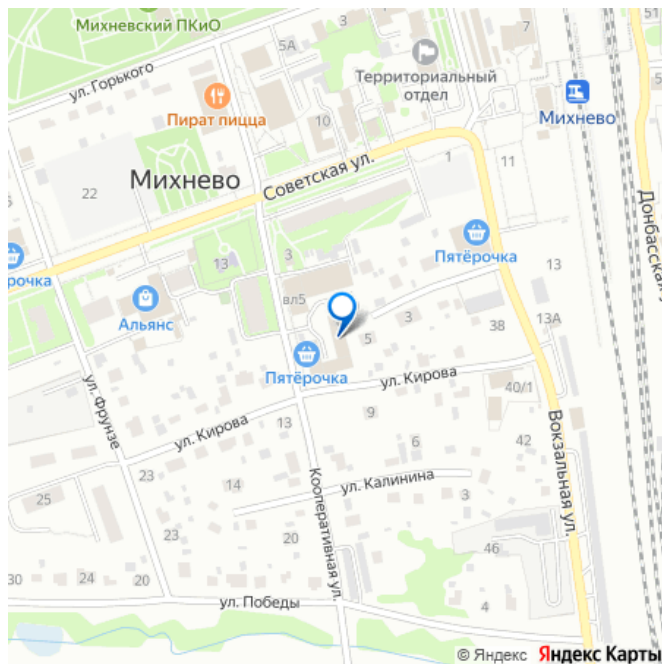 Михневский ПКиО
3
7
51
5А
ул. Горького
Территориальный
отдел
Пират пицца
10
Михнево
1
11
Советская ул.
22
Михнево
Донбасская
Пятёрочка
3
13
13
рочка
вл5
Альянс
13А
3
38
5
Пятёрочка
ул. Кирова
40/1
ул. Фрунзе
9
13
ул. Кирова
6
42
Вокзальная ул.
23
23
14
ул. Калинина
3
25
Кооперативная ул.
20
46
30
24
20
ул. Победы
4
© Яндекс Яндекс Карты